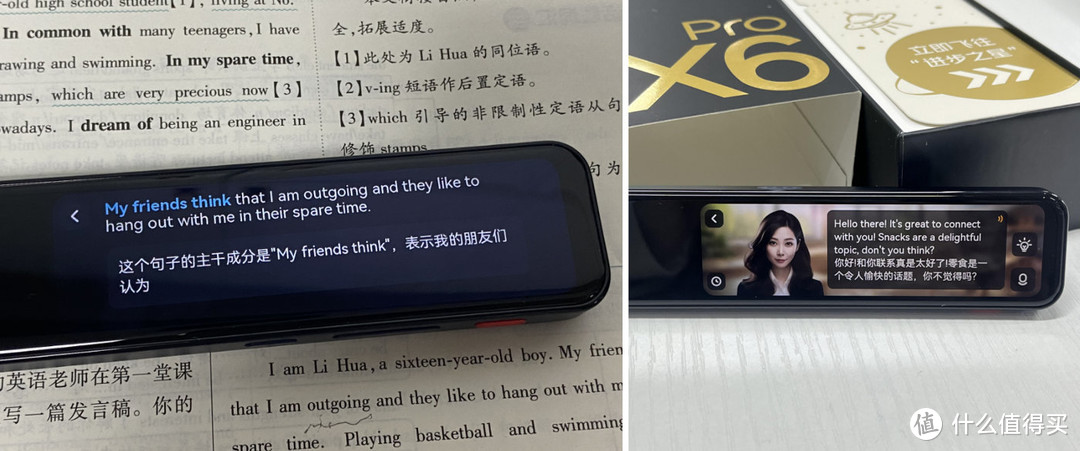 -old high school student【1】, living at No.
In common with many teenagers, I have
rawing and swimming. In my spare time,
amps, which are very precious now【3】
owadays. I dream of being an engineer in
全,拓展适度。
【1】此处为 Li Hua 的同位语。
【2】v-ing 短语作后置定语。
【3】which 引导的非限制性定语从句
修饰 stamps
句为
My friends think that I am outgoing and they like to
hang out with me in their spare time.
这个句子的主干成分是"My friends think"，表示我的朋友们
认为
的英语老师在第一堂课
写一篇发言稿。你的
I am Li Hua, a sixteen-year-old boy. My frien
that I am outgoing and they like to hang out with m
spare time. Playing basketball and swimming
Pro
X6
立即飞往
"进步之星"
Hello there! It's great to connect
with you! Snacks are a delightful
topic, don't you think?
你好!和你联系真是太好了!零食是一
个令人愉快的话题，你不觉得吗?
值 什么值得买